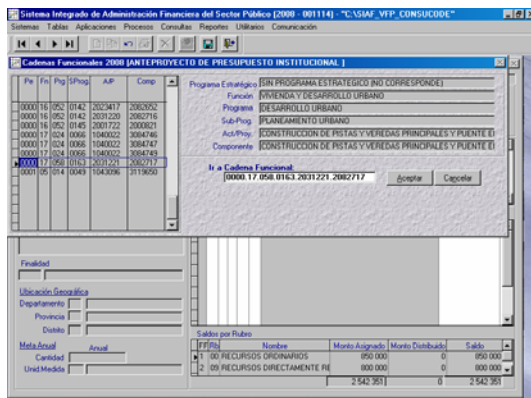 Sistema Integrado de Administración Financiera del Sector Público [2008 - 001114] - "C:\SIAF_VFP_CONSUCODE"
Sistemas Tablas Aplicaciones Procesos Consultas Reportes Utilitarios Comunicación
Cadenas Funcionales 2008 [ANTEPROYECTO DE PRESUPUESTO INSTITUCIONAL ]
Pe Fn Prg SProg A/P Comp
0000 16 052 0142 2023417 2082652
0000 16 052 0142 2031220 2082716
0000 16 052 0145 2001722 2000821
0000 17 024 0066 1040022 3084746
0000 17 024 0066 1040022 3084747
0000 17 024 0066 1040022 3084749
0000 17 058 0163 2031221 2082717
0001 05 014 0049 1043096 3119650
Programa Estratégico SIN PROGRAMA ESTRATEGICO (NO CORRESPONDE)
Función VIVIENDA Y DESARROLLO URBANO
Programa DESARROLLO URBANO
Sub-Prog. PLANEAMIENTO URBANO
Act/Proy. CONSTRUCCION DE PISTAS Y VEREDAS PRINCIPALES Y PUENTE
Componente CONSTRUCCION DE PISTAS Y VEREDAS PRINCIPALES Y PUENTE
Ir a Cadena Funcional:
0000.17.058.0163.2031221.2082717
Aceptar Cancelar
Finalidad
Ubicación Geográfica
Departamento
Provincia
Distrito
Meta Anual Anual
Cantidad
Unid.Medida
Saldos por Rubro
FF Rb Nombre Monto Asignado Monto Distribuido Saldo
1 00 RECURSOS ORDINARIOS 850 000 0 850 000
2 09 RECURSOS DIRECTAMENTE RE 800 000 0 800 000
2 542 351 0 2 542 351